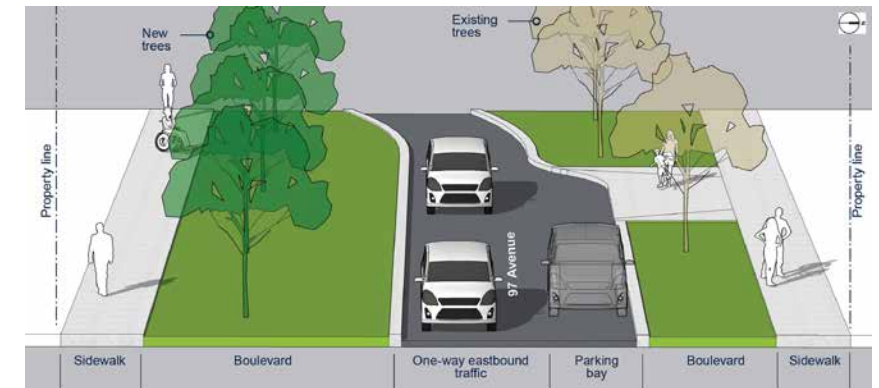 New
trees
Existing
trees
Property line
Property line
97 Avenue
Sidewalk
Boulevard
One-way eastbound
traffic
Parking
bay
Boulevard
Sidewalk